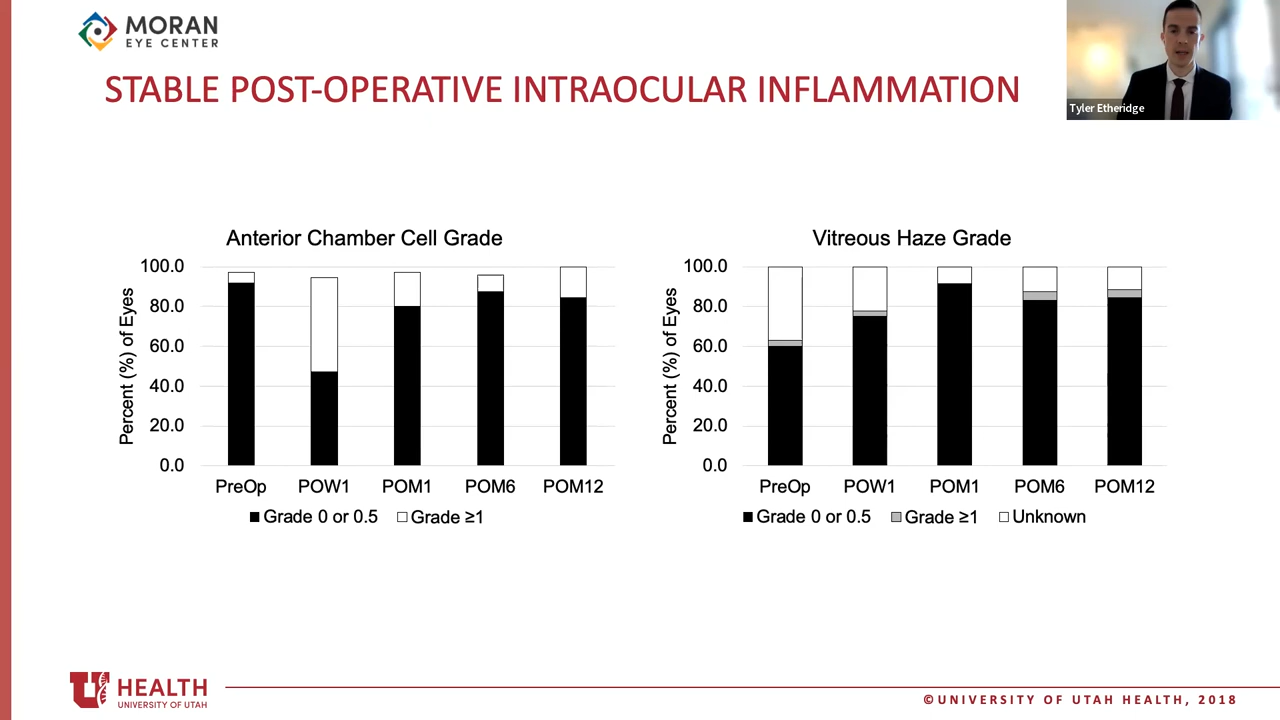 MORAN
EYE CENTER
STABLE POST-OPERATIVE INTRAOCULAR INFLAMMATION
Tyler Etheridge
Anterior Chamber Cell Grade
Percent (%) of Eyes
100.0
80.0
60.0
40.0
20.0
0.0
PreOp POW1 POM1 POM6 POM12
Grade 0 or 0.5 Grade ≥1
Vitreous Haze Grade
Percent (%) of Eyes
100.0
80.0
60.0
40.0
20.0
0.0
PreOp POW1 POM1 POM6 POM12
Grade 0 or 0.5 Grade ≥1 Unknown
U HEALTH
UNIVERSITY OF UTAH
©UNIVERSITY OF UTAH HEALTH, 2018